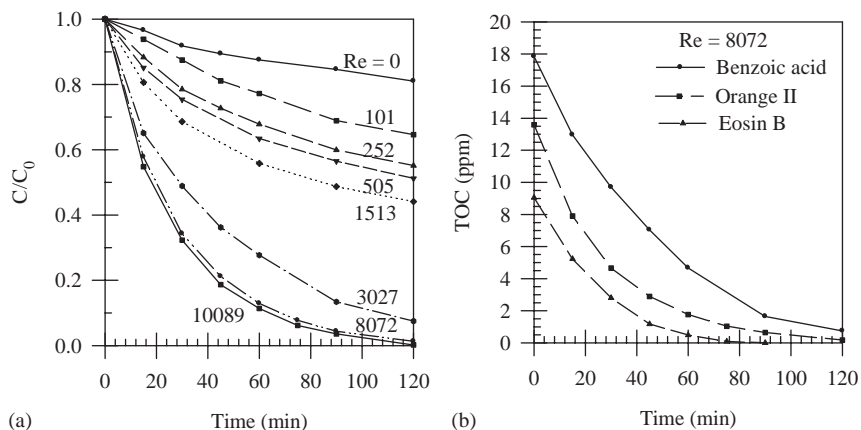 1.0
0.8
0.6
0.4
0.2
0.0
C/C0
0 20 40 60 80 100 120
Time (min)
Re = 0
101
252
505
1513
3027
8072
10089
(a)
20
18
16
14
12
10
8
6
4
2
0
TOC (ppm)
0 20 40 60 80 100 120
Time (min)
Re = 8072
Benzoic acid
Orange II
Eosin B
(b)